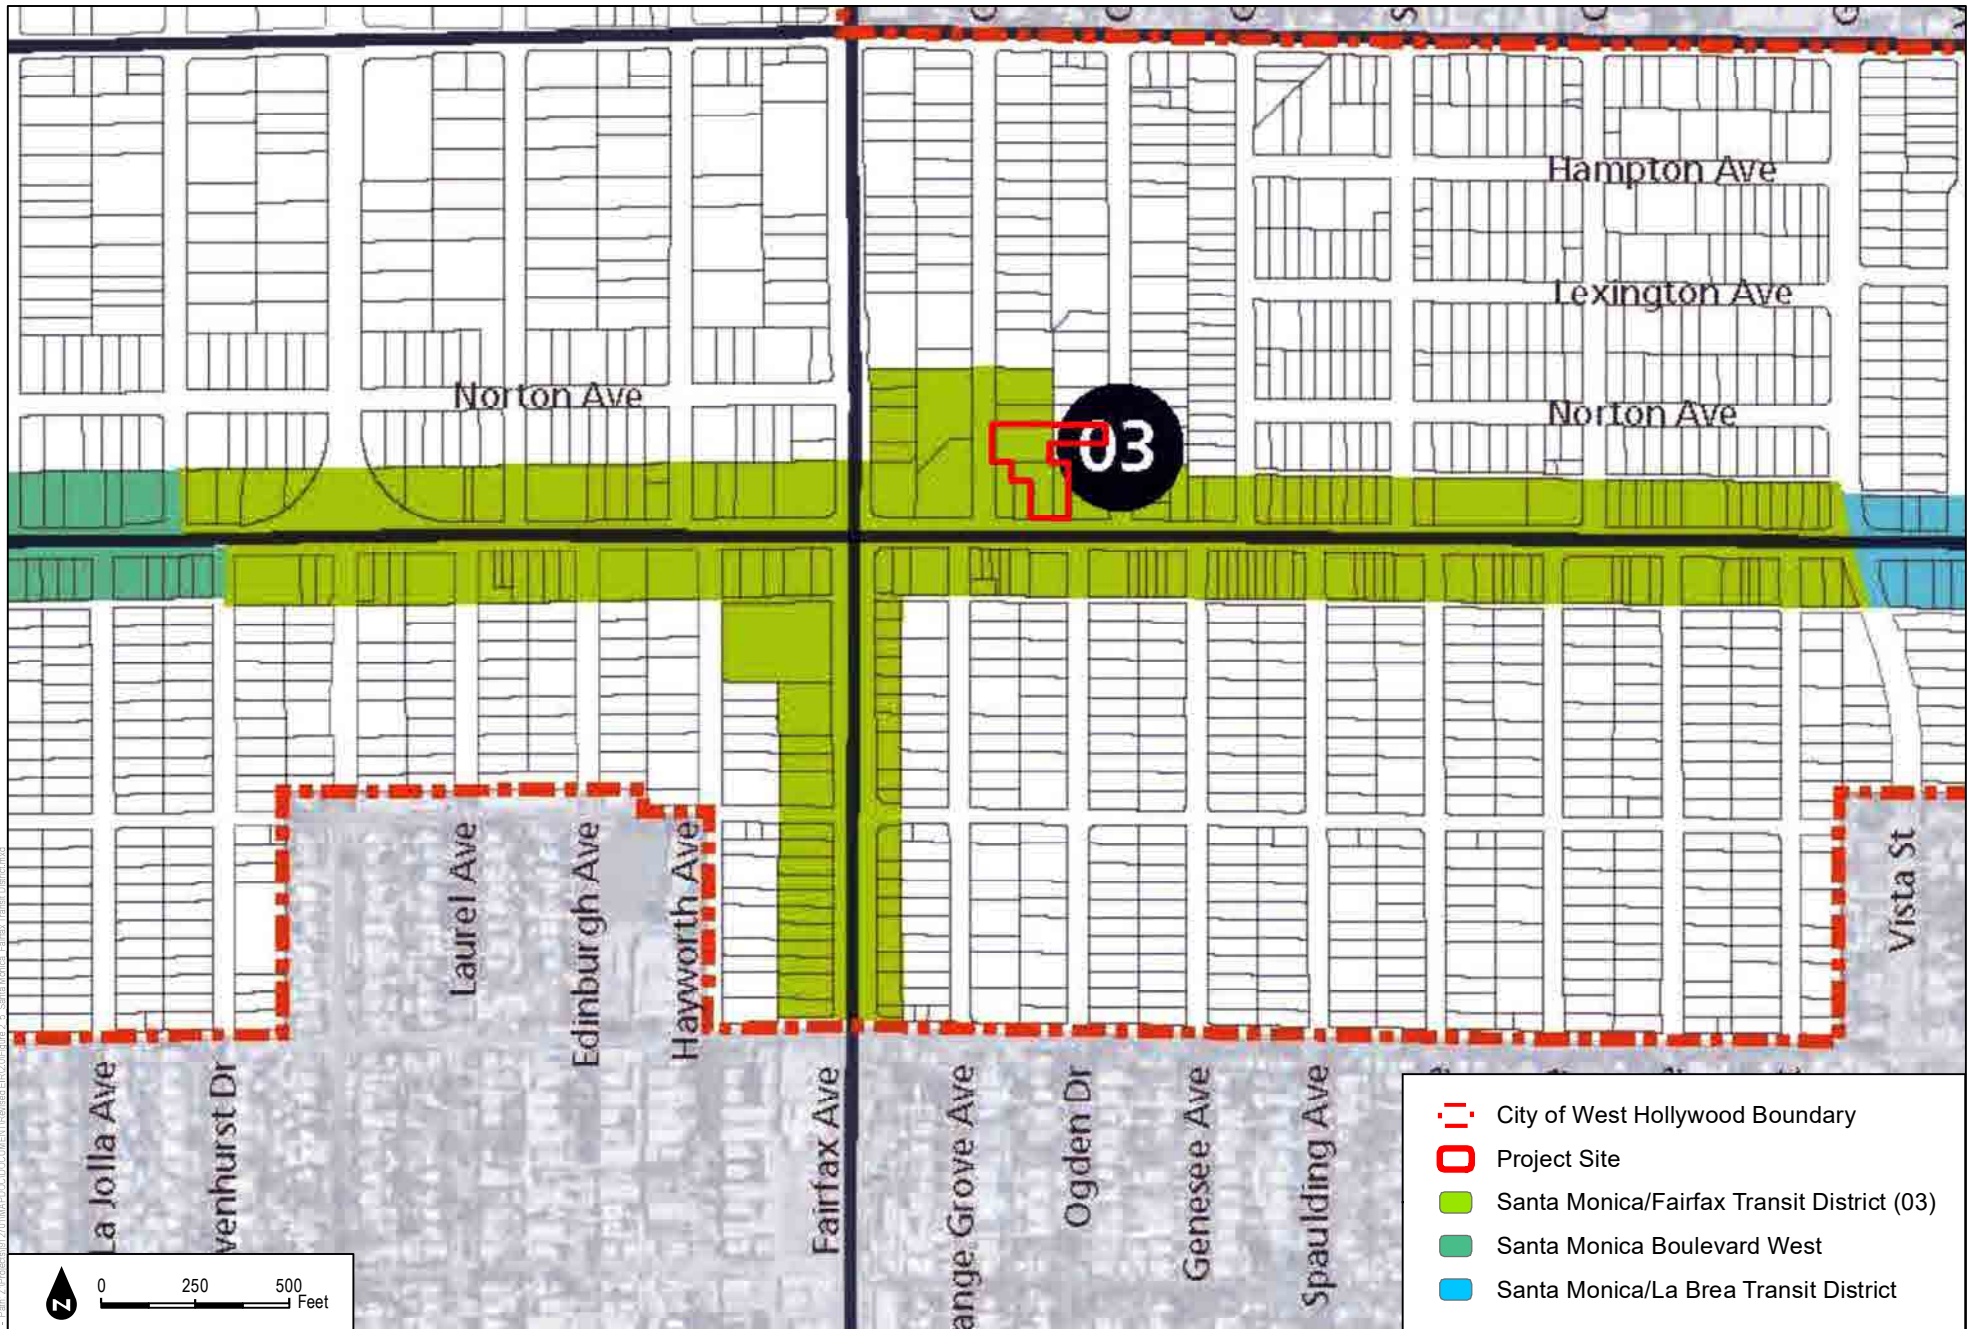 Hampton Ave
Lexington Ave
Norton Ave
Norton Ave
03
Laurel Ave
Edinburgh Ave
Hayworth Ave
Vista St
La Jolla Ave
venhurst Dr
Fairfax Ave
ange Grove Ave
Ogden Dr
Genesee Ave
Spaulding Ave
City of West Hollywood Boundary
Project Site
Santa Monica/Fairfax Transit District (03)
Santa Monica Boulevard West
Santa Monica/La Brea Transit District
Z
0 250 500
Feet